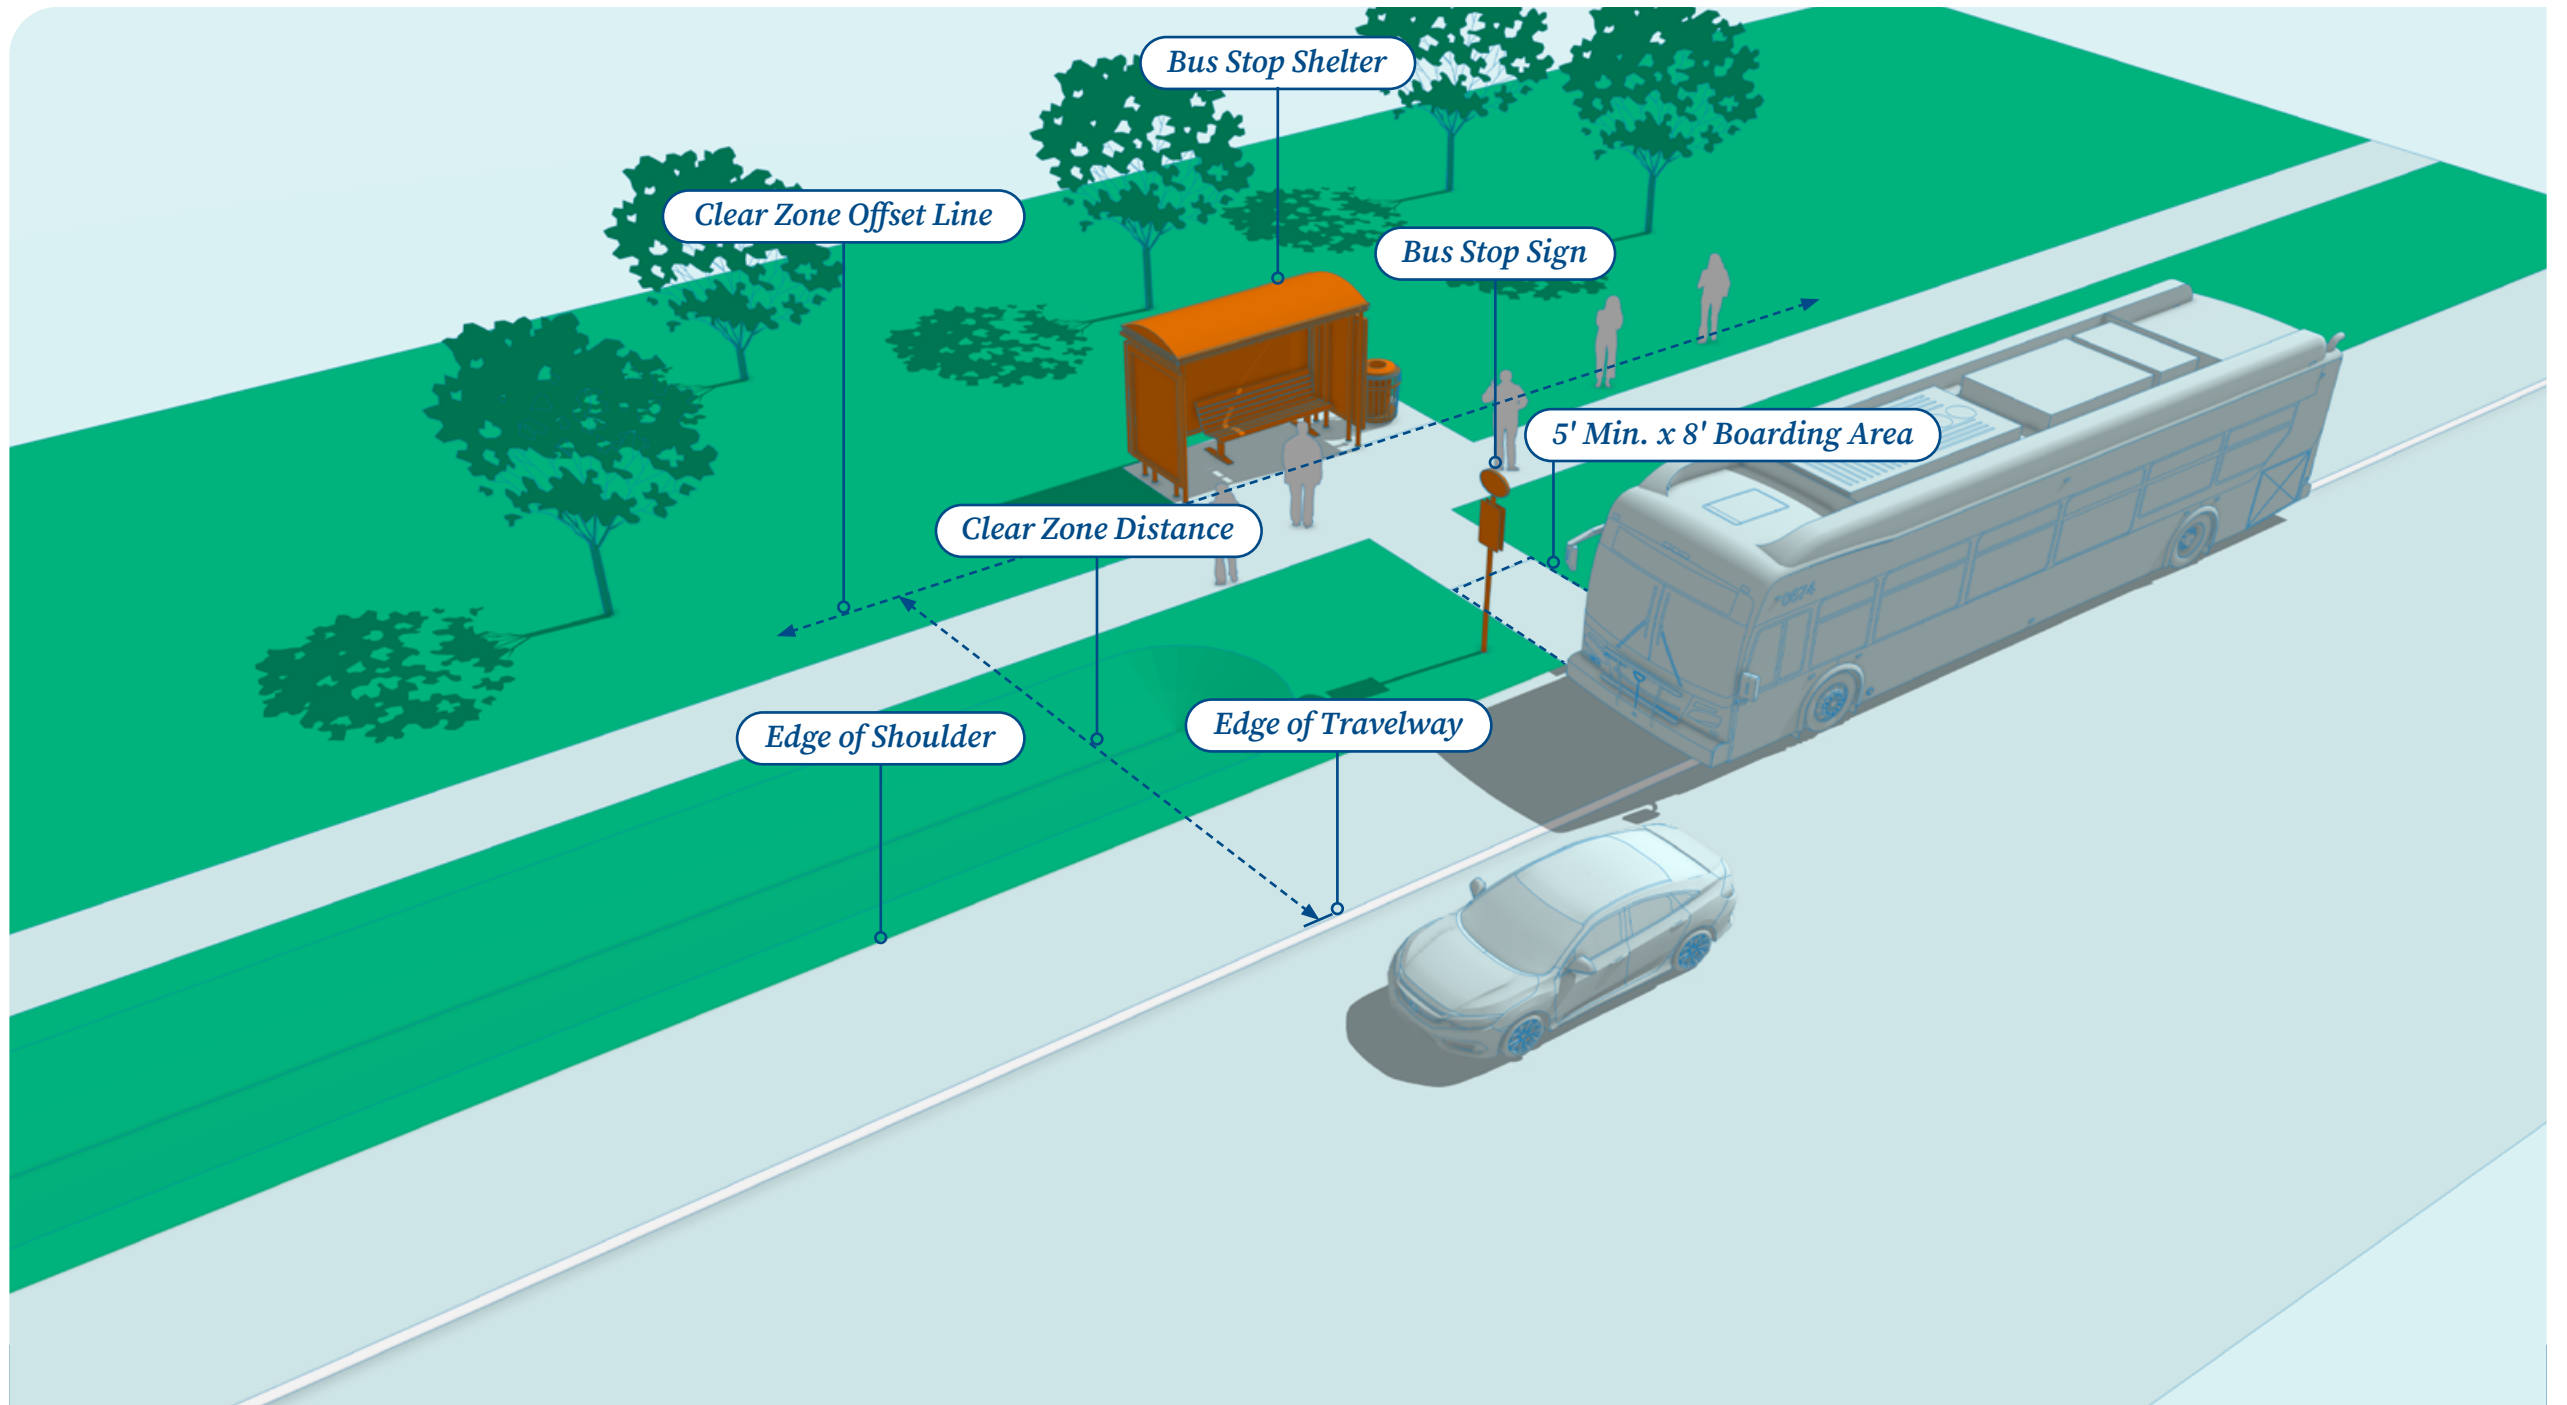 Bus Stop Shelter
Clear Zone Offset Line
Bus Stop Sign
5' Min. x 8' Boarding Area
Clear Zone Distance
0674
Edge of Shoulder
Edge of Travelway